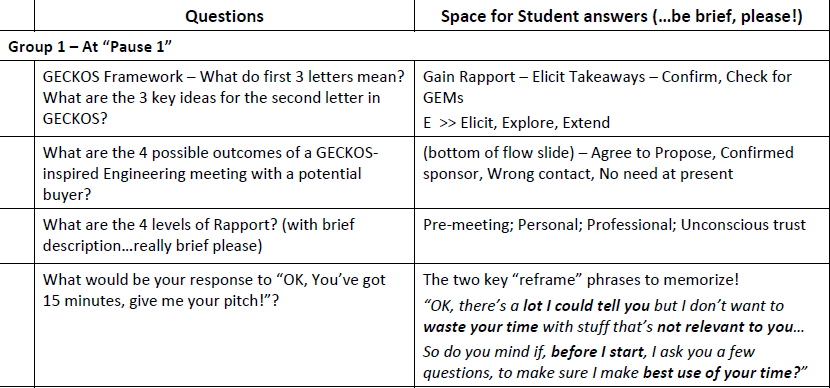 Questions
Space for Student answers (…be brief, please!)
Group 1 – At “Pause 1”
GECKOS Framework – What do first 3 letters mean?
What are the 3 key ideas for the second letter in
GECKOS?
Gain Rapport – Elicit Takeaways – Confirm, Check for
GEMs
E >> Elicit, Explore, Extend
What are the 4 possible outcomes of a GECKOS-
inspired Engineering meeting with a potential
buyer?
(bottom of flow slide) – Agree to Propose, Confirmed
sponsor, Wrong contact, No need at present
What are the 4 levels of Rapport? (with brief
description…really brief please)
Pre-meeting; Personal; Professional; Unconscious trust
What would be your response to “OK, You’ve got
15 minutes, give me your pitch!”?
The two key “reframe” phrases to memorize!
“OK, there’s a lot I could tell you but I don’t want to
waste your time with stuff that’s not relevant to you…
So do you mind if, before I start, I ask you a few
questions, to make sure I make best use of your time?”